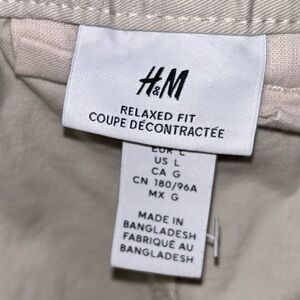 H&M
RELAXED FIT
COUPE DÉCONTRACTÉE
EUR L
US L
CA G
CN 180/96A
MX G
MADE IN
BANGLADESH
FABRIQUÉ AU
BANGLADESH